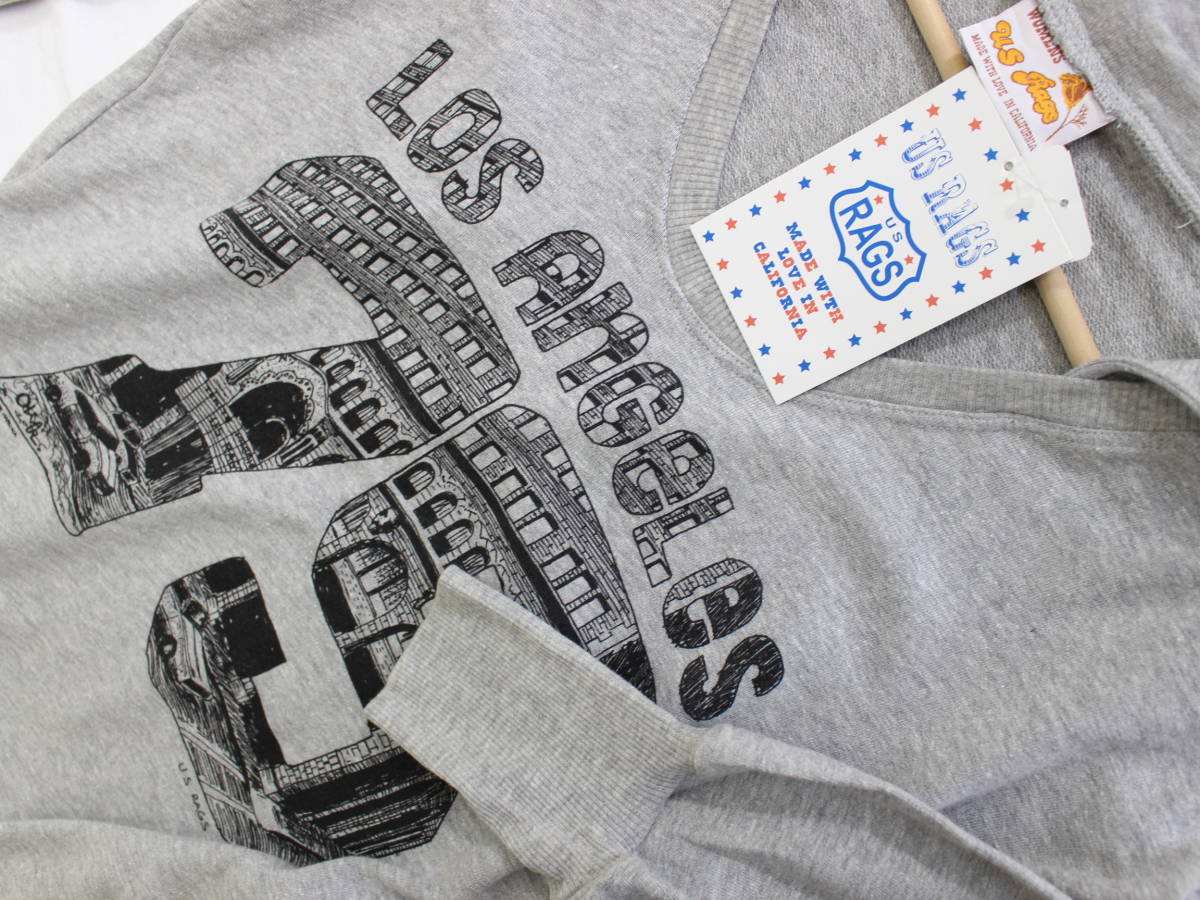 LOS ANGELES
U.S RAGS
WOMENS
US Rags
MADE WITH LOVE IN CALIFORNIA
US RAGS
US
RAGS
MADE WITH
LOVE IN
CALIFORNIA